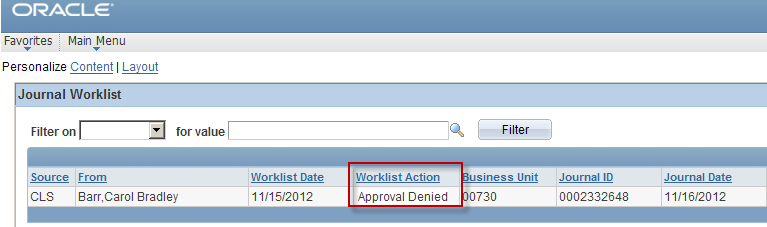 ORACLE
Favorites Main Menu
Personalize Content | Layout
Journal Worklist
Filter on for value Filter
Source From Worklist Date Worklist Action Business Unit Journal ID Journal Date
CLS Barr,Carol Bradley 11/15/2012 Approval Denied 00730 0002332648 11/16/2012